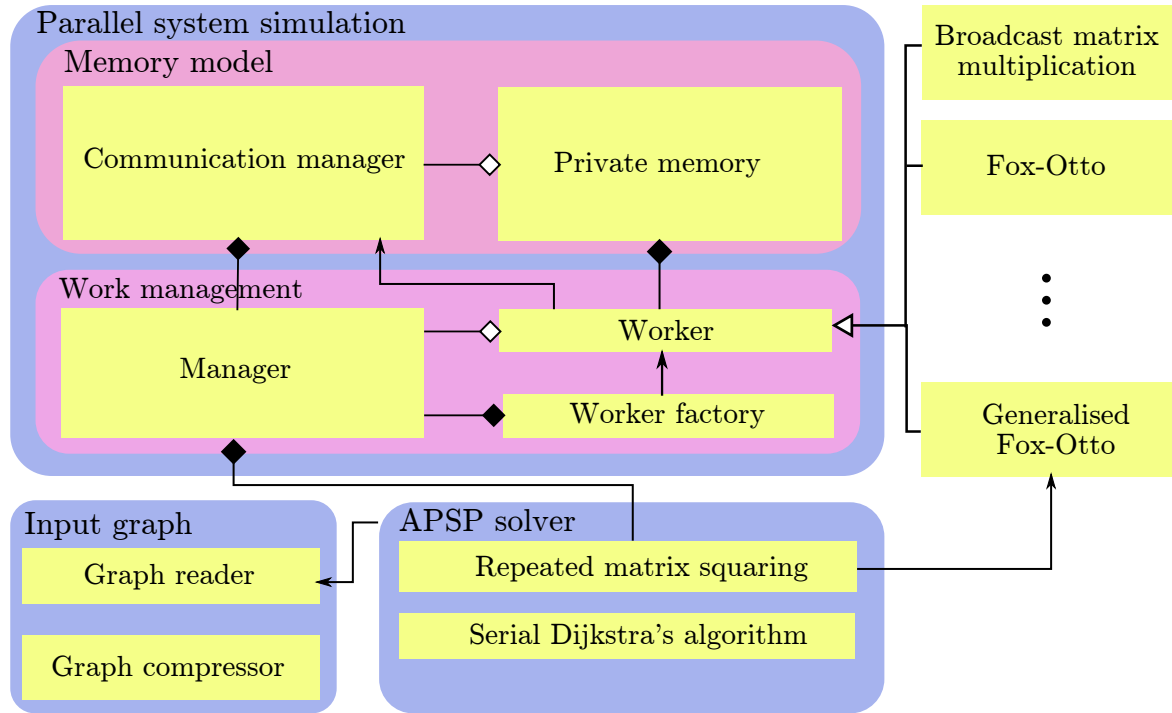 Parallel system simulation
Memory model
Communication manager
Private memory
Work management
Manager
Worker
Worker factory
Broadcast matrix
multiplication
Fox-Otto
Generalised
Fox-Otto
Input graph
Graph reader
Graph compressor
APSP solver
Repeated matrix squaring
Serial Dijkstra's algorithm